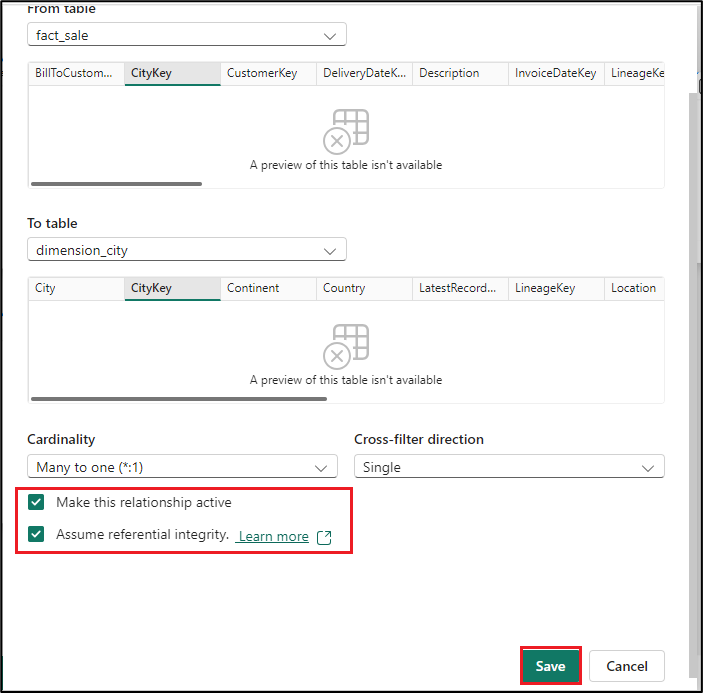 From table
fact_sale
BillToCustom... CityKey CustomerKey DeliveryDateK... Description InvoiceDateKey LineageKe
A preview of this table isn't available
To table
dimension_city
City CityKey Continent Country LatestRecord... LineageKey Location
A preview of this table isn't available
Cardinality Cross-filter direction
Many to one (*:1) Single
Make this relationship active
Assume referential integrity. Learn more
Save Cancel